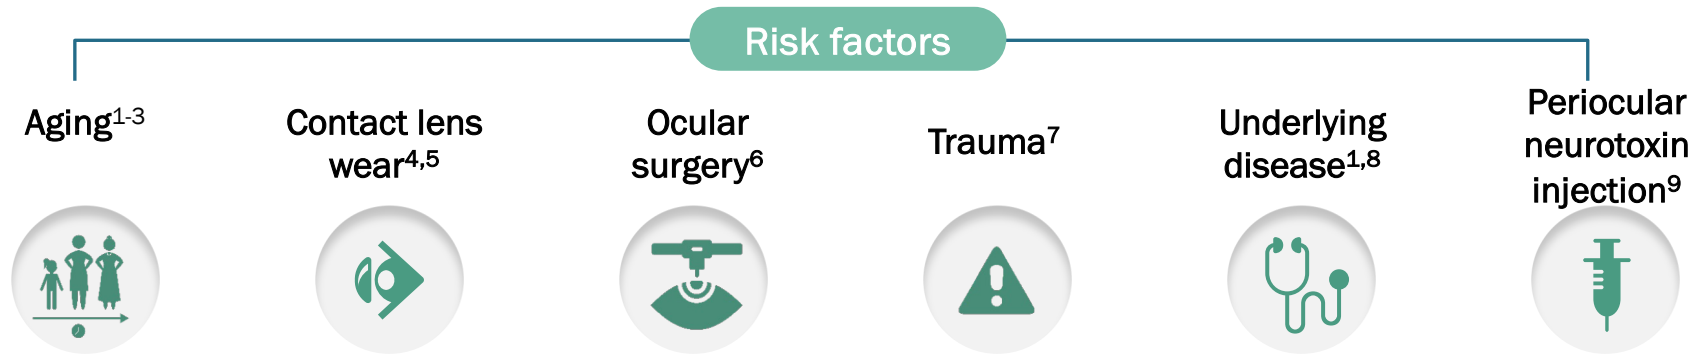 Risk factors
Aging1-3
Contact lens
wear4,5
Ocular
surgery6
Trauma7
Underlying
disease1,8
Periocular
neurotoxin
injection9